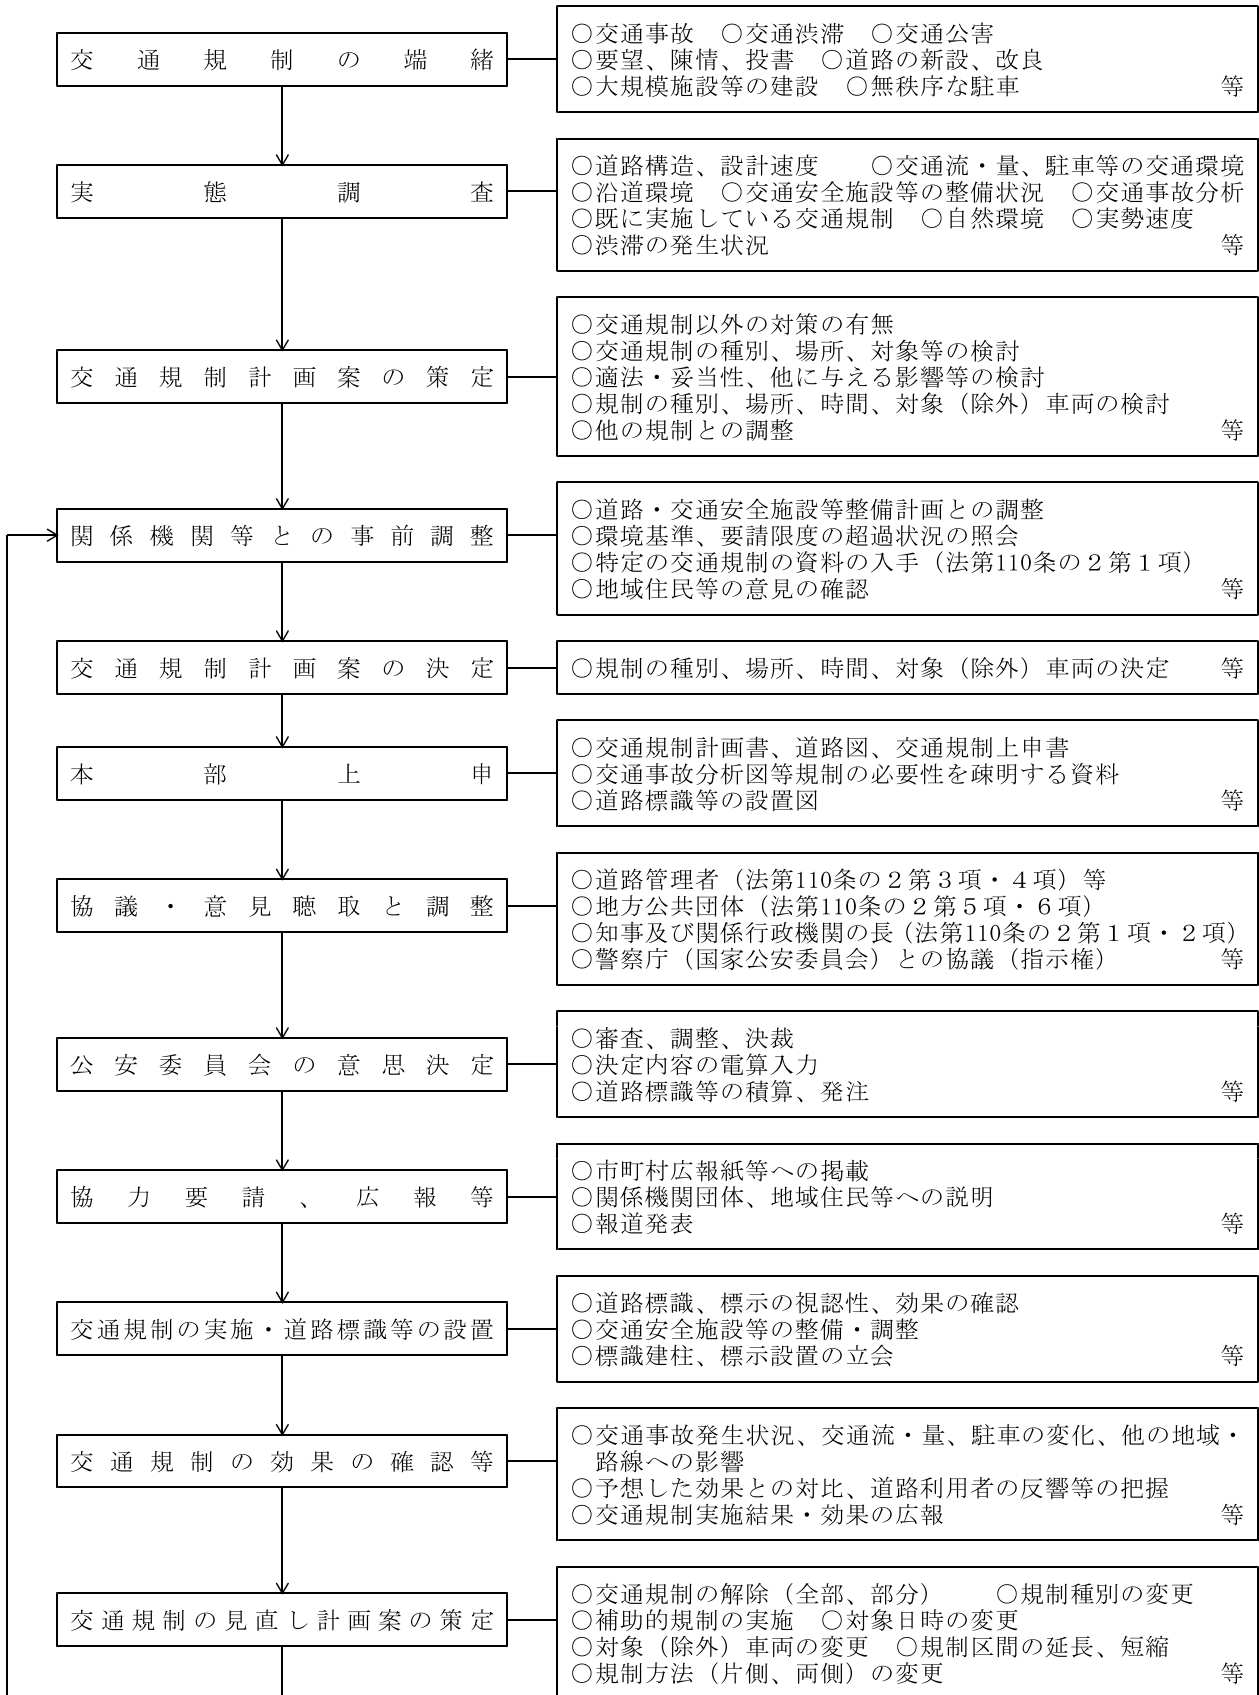 交通規制の端緒
○交通事故　○交通渋滞　○交通公害
○要望、陳情、投書　○道路の新設、改良
○大規模施設等の建設　○無秩序な駐車　等
実態調査
○道路構造、設計速度　○交通流・量、駐車等の交通環境
○沿道環境　○交通安全施設等の整備状況　○交通事故分析
○既に実施している交通規制　○自然環境　○実勢速度
○渋滞の発生状況　等
交通規制計画案の策定
○交通規制以外の対策の有無
○交通規制の種別、場所、対象等の検討
○適法・妥当性、他に与える影響等の検討
○規制の種別、場所、時間、対象（除外）車両の検討
○他の規制との調整　等
関係機関等との事前調整
○道路・交通安全施設等整備計画との調整
○環境基準、要請限度の超過状況の照会
○特定の交通規制の資料の入手（法第110条の２第１項）
○地域住民等の意見の確認　等
交通規制計画案の決定
○規制の種別、場所、時間、対象（除外）車両の決定　等
本部上申
○交通規制計画書、道路図、交通規制上申書
○交通事故分析図等規制の必要性を疎明する資料
○道路標識等の設置図　等
協議・意見聴取と調整
○道路管理者（法第110条の２第３項・４項）等
○地方公共団体（法第110条の２第５項・６項）
○知事及び関係行政機関の長（法第110条の２第１項・２項）
○警察庁（国家公安委員会）との協議（指示権）　等
公安委員会の意思決定
○審査、調整、決裁
○決定内容の電算入力
○道路標識等の積算、発注　等
協力要請、広報等
○市町村広報紙等への掲載
○関係機関団体、地域住民等への説明
○報道発表　等
交通規制の実施・道路標識等の設置
○道路標識、標示の視認性、効果の確認
○交通安全施設等の整備・調整
○標識建柱、標示設置の立会　等
交通規制の効果の確認等
○交通事故発生状況、交通流・量、駐車の変化、他の地域・
路線への影響
○予想した効果との対比、道路利用者の反響等の把握
○交通規制実施結果・効果の広報　等
交通規制の見直し計画案の策定
○交通規制の解除（全部、部分）　○規制種別の変更
○補助的規制の実施　○対象日時の変更
○対象（除外）車両の変更　○規制区間の延長、短縮
○規制方法（片側、両側）の変更　等